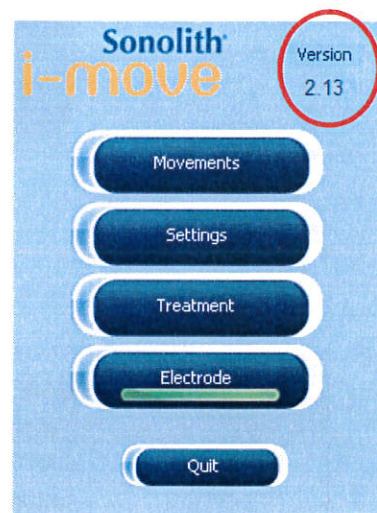 Sonolith
i-move
Version
2.13
Movements
Settings
Treatment
Electrode
Quit